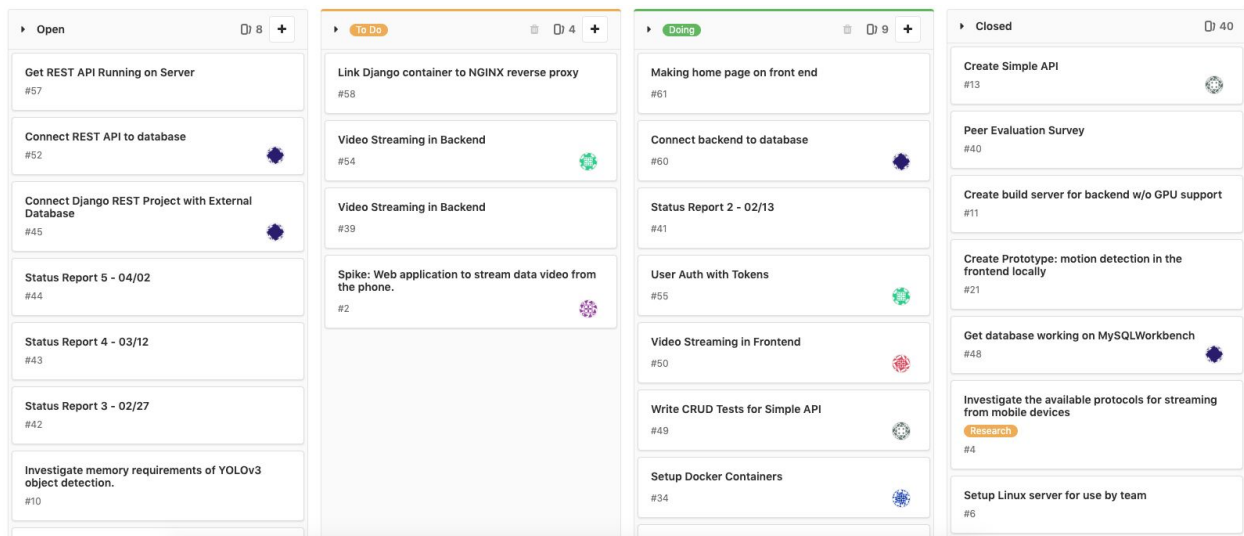 Open
8
+
Get REST API Running on Server
#57
Connect REST API to database
#52
Connect Django REST Project with External
Database
#45
Status Report 5 - 04/02
#44
Status Report 4 - 03/12
#43
Status Report 3 - 02/27
#42
Investigate memory requirements of YOLOv3
object detection.
#10
To Do
4
+
Link Django container to NGINX reverse proxy
#58
Video Streaming in Backend
#54
Video Streaming in Backend
#39
Spike: Web application to stream data video from
the phone.
#2
Doing
9
+
Making home page on front end
#61
Connect backend to database
#60
Status Report 2 - 02/13
#41
User Auth with Tokens
#55
Video Streaming in Frontend
#50
Write CRUD Tests for Simple API
#49
Setup Docker Containers
#34
Closed
40
Create Simple API
#13
Peer Evaluation Survey
#40
Create build server for backend w/o GPU support
#11
Create Prototype: motion detection in the
frontend locally
#21
Get database working on MySQLWorkbench
#48
Investigate the available protocols for streaming
from mobile devices
Research
#4
Setup Linux server for use by team
#6